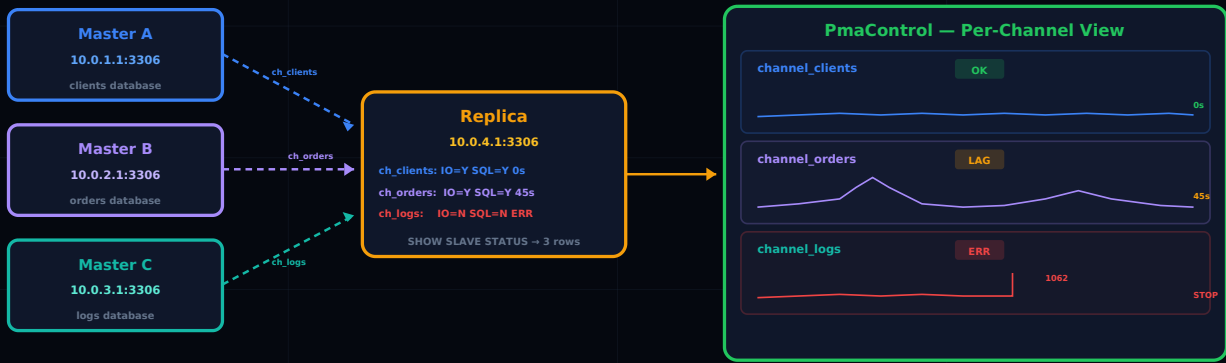 Master A
10.0.1.1:3306
clients database
Master B
10.0.2.1:3306
orders database
Master C
10.0.3.1:3306
logs database
ch_clients
ch_orders
ch_logs
Replica
10.0.4.1:3306
ch_clients: IO=Y SQL=Y 0s
ch_orders: IO=Y SQL=Y 45s
ch_logs: IO=N SQL=N ERR
SHOW SLAVE STATUS → 3 rows
PmaControl — Per-Channel View
channel_clients
OK
0s
channel_orders
LAG
45s
channel_logs
ERR
1062
STOP